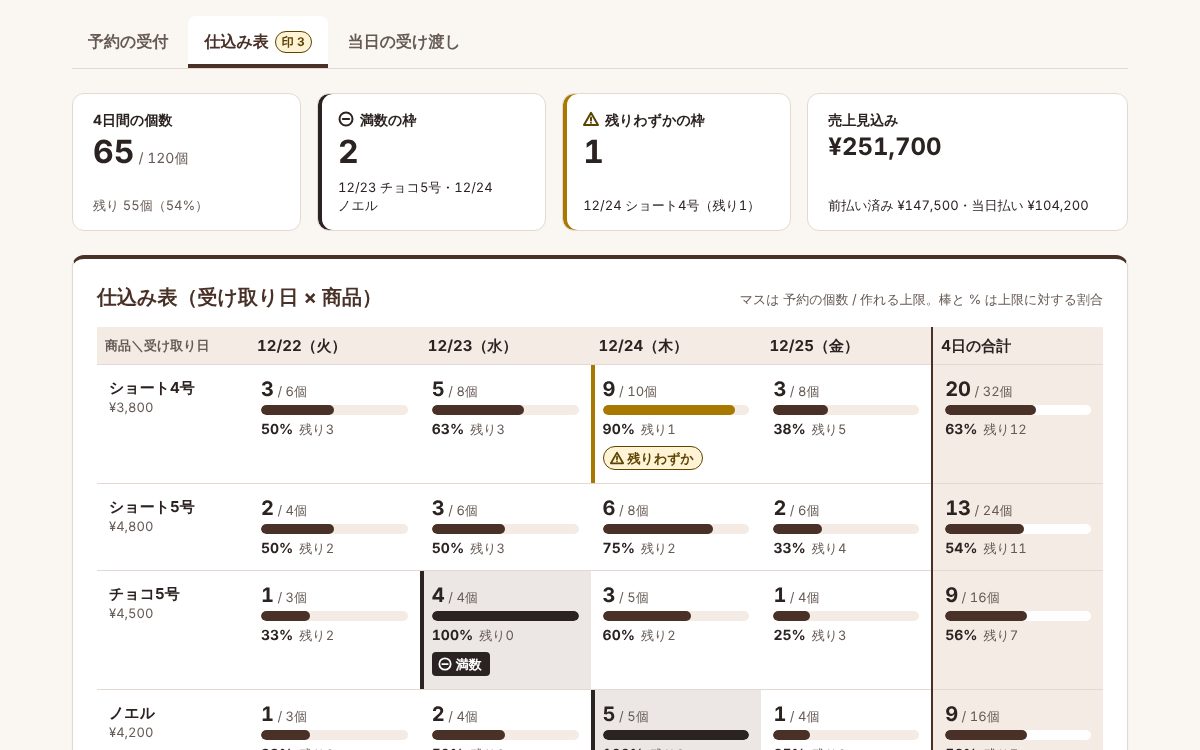 予約の受付
仕込み表 印 3
当日の受け渡し
4日間の個数
65 / 120個
残り 55個（54%）
満数の枠
2
12/23 チョコ5号・12/24
ノエル
残りわずかの枠
1
12/24 ショート4号（残り1）
売上見込み
¥251,700
前払い済み ¥147,500・当日払い ¥104,200
仕込み表（受け取り日 × 商品）
マスは 予約の個数 / 作れる上限。棒と % は上限に対する割合
商品＼受け取り日 12/22（火） 12/23（水） 12/24（木） 12/25（金） 4日の合計
ショート4号 3 / 6個 5 / 8個 9 / 10個 3 / 8個 20 / 32個
¥3,800
50% 残り3 63% 残り3 90% 残り1 38% 残り5 63% 残り12
残りわずか
ショート5号 2 / 4個 3 / 6個 6 / 8個 2 / 6個 13 / 24個
¥4,800
50% 残り2 50% 残り3 75% 残り2 33% 残り4 54% 残り11
チョコ5号 1 / 3個 4 / 4個 3 / 5個 1 / 4個 9 / 16個
¥4,500
33% 残り2 100% 残り0 60% 残り2 25% 残り3 56% 残り7
満数
ノエル 1 / 3個 2 / 4個 5 / 5個 1 / 4個 9 / 16個
¥4,200